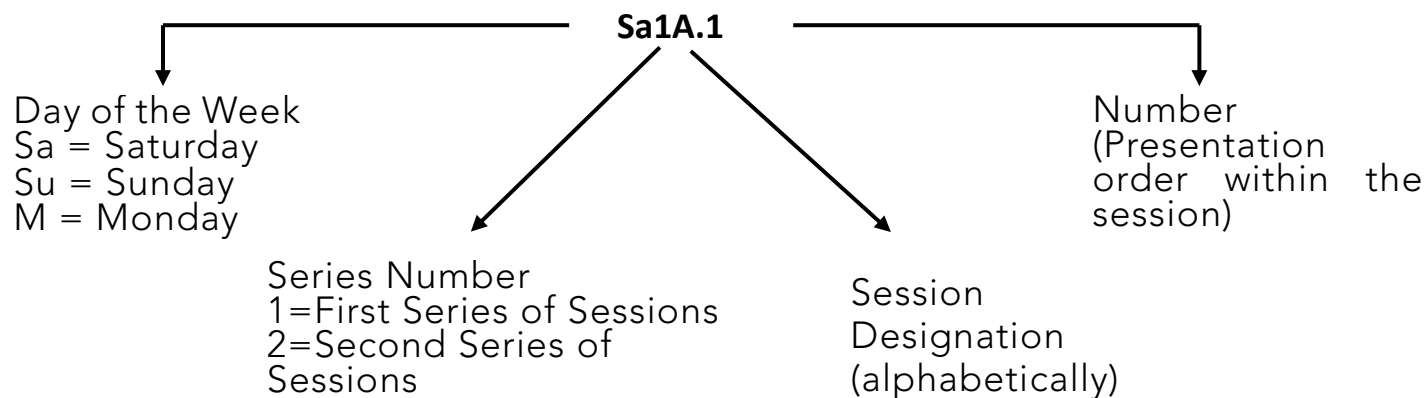 Sa1A.1
Day of the Week
Sa = Saturday
Su = Sunday
M = Monday
Number
(Presentation
order within the
session)
Series Number
1=First Series of Sessions
2=Second Series of
Sessions
Session
Designation
(alphabetically)